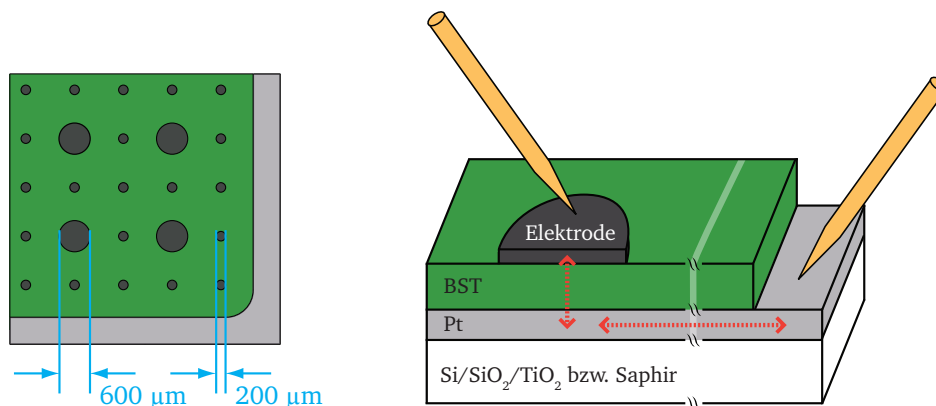 600 µm
200 µm
Elektrode
BST
Pt
Si/SiO₂/TiO₂ bzw. Saphir